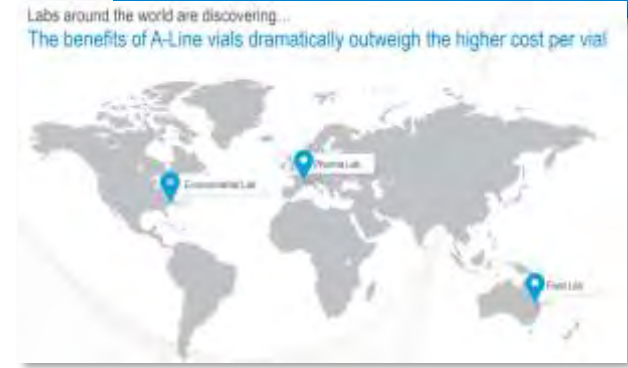 Labs around the world are discovering...
The benefits of A-Line vials dramatically outweigh the higher cost per vial
Pharma Lab
Environmental Lab
Food Lab